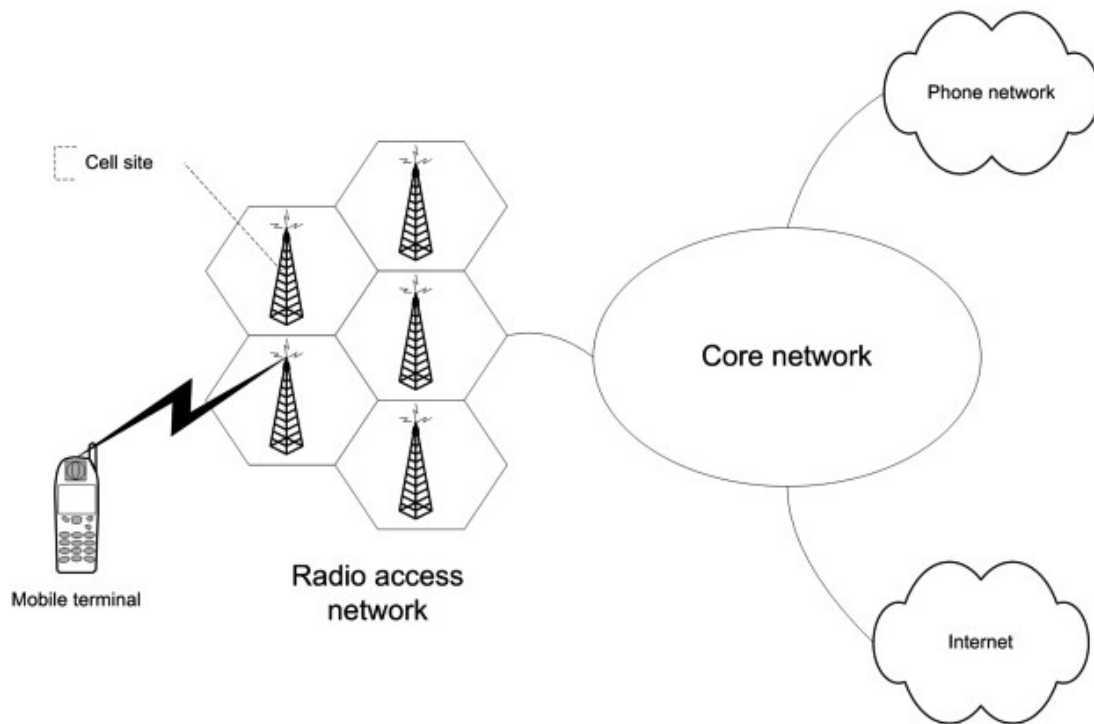 Phone network
Cell site
Core network
Radio access
network
Mobile terminal
Internet